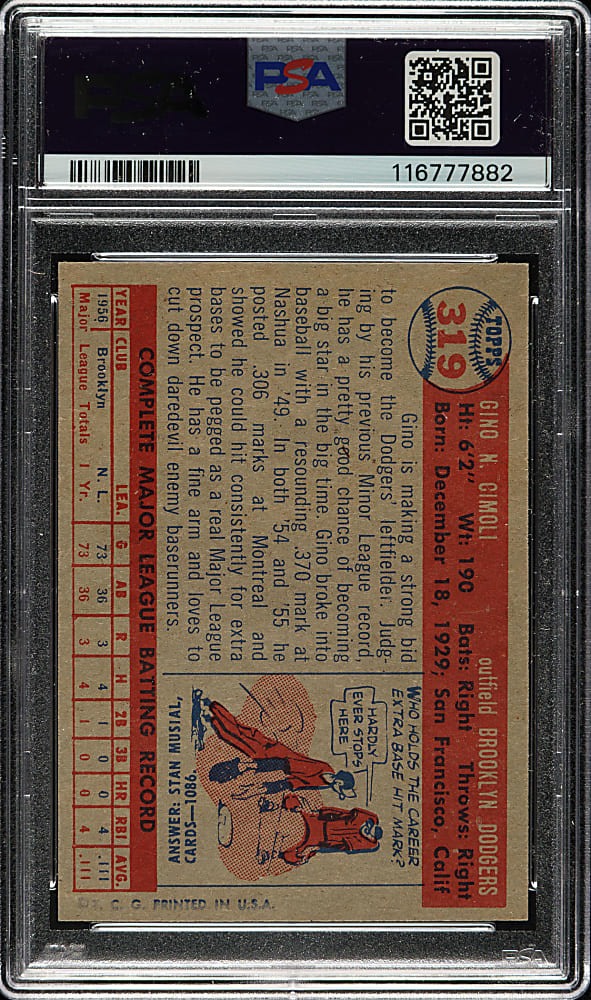 PSA
116777882
TOPPS
319
GINO N. CIMOLI outfield BROOKLYN DODGERS
Ht: 6'2" Wt: 190 Bats: Right Throws: Right
Born: December 18, 1929; San Francisco, Calif
Gino is making a strong bid
to become the Dodgers' leftfielder. Judg-
ing by his previous Minor League record,
he has a pretty good chance of becoming
a big star in the big time. Gino broke into
baseball with a resounding .370 mark at
Nashua in '49. In both '54 and '55 he
posted .306 marks at Montreal and
showed he could hit consistently for extra
bases to be pegged as a real Major League
prospect. He has a fine arm and loves to
cut down daredevil enemy baserunners.
WHO HOLDS THE CAREER
EXTRA BASE HIT MARK?
HARDLY
EVER STOPS
HERE
ANSWER: STAN MUSIAL,
CARDS—1086.
COMPLETE MAJOR LEAGUE BATTING RECORD
YEAR CLUB LEA. G AB R H 2B 3B HR RBI AVG.
1956 Brooklyn N. L. 73 36 3 4 1 0 0 4 .111
Major League Totals 1 Yr. 73 36 3 4 1 0 0 4 .111
©T. C. G. PRINTED IN U.S.A.
PSA